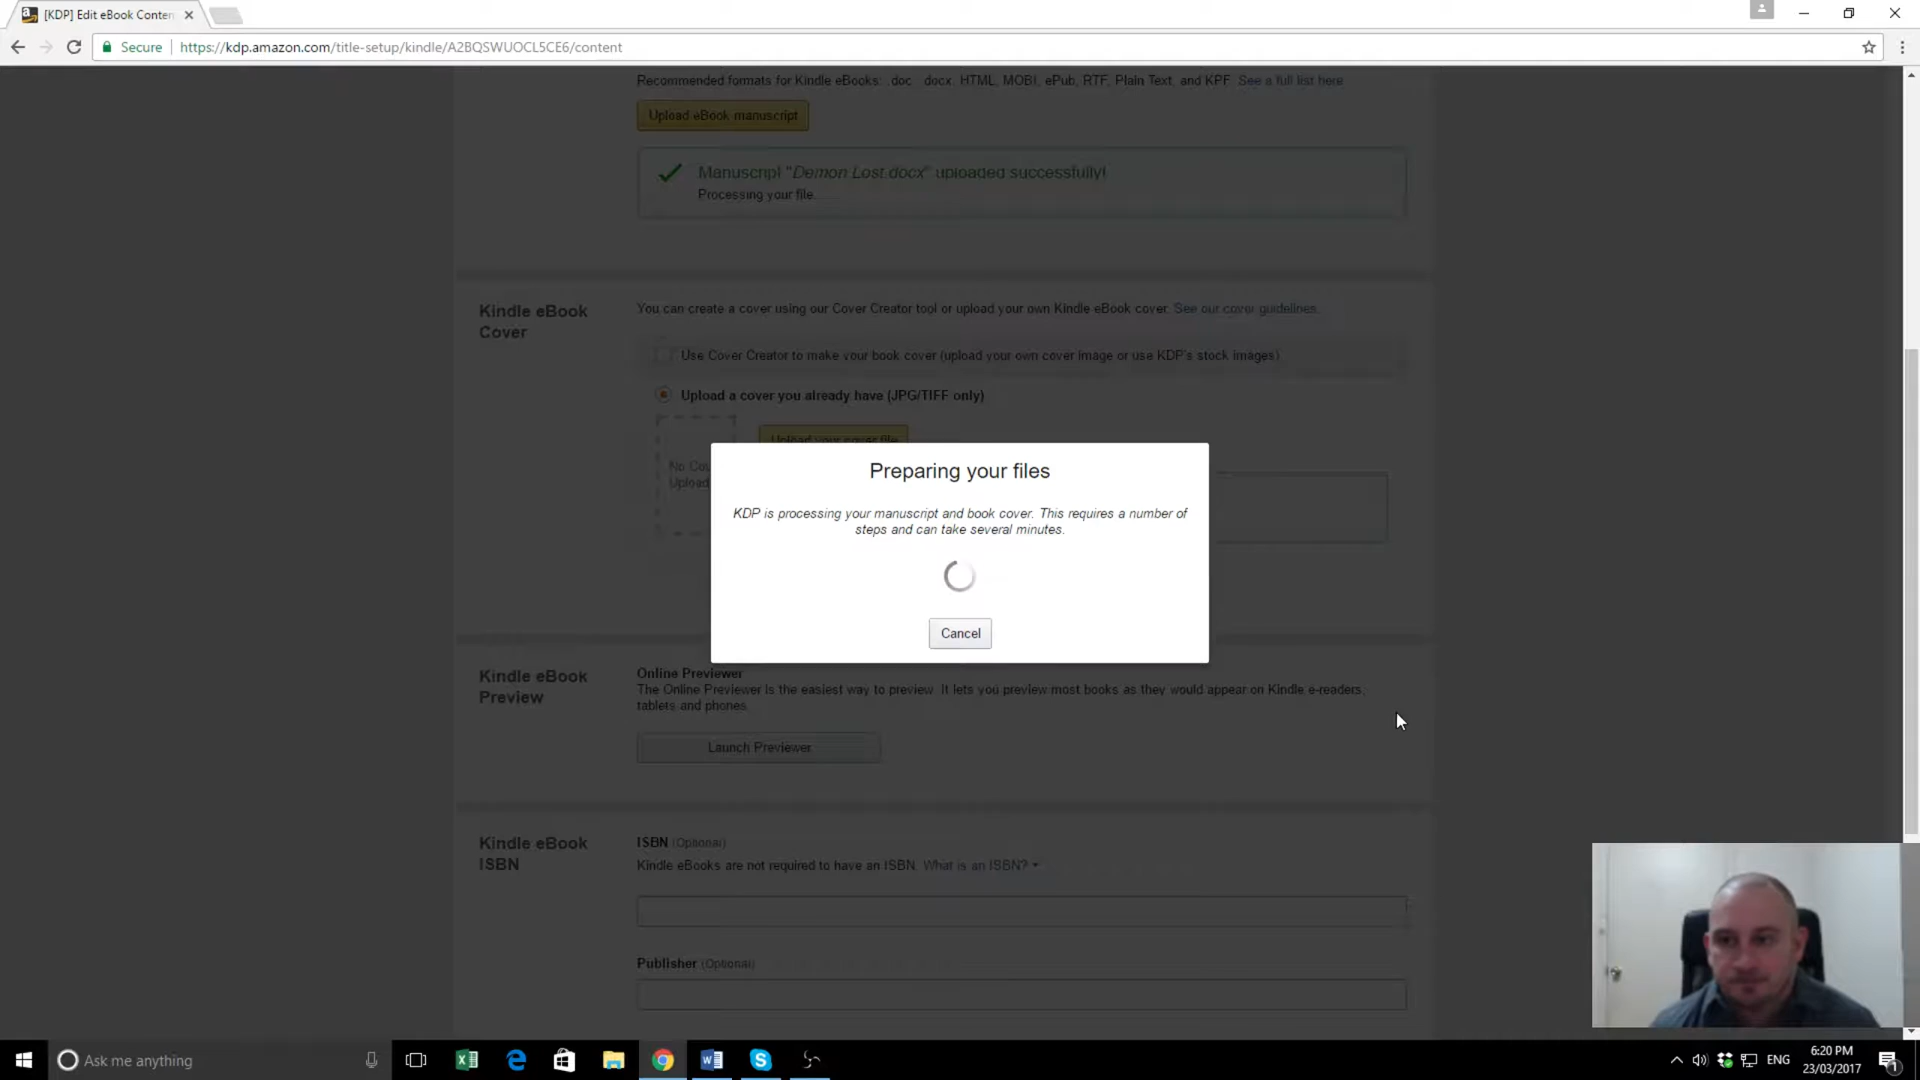 [KDP] Edit eBook Conten
Secure
https://kdp.amazon.com/title-setup/kindle/A2BQSWUOCL5CE6/content
Recommended formats for Kindle eBooks: .doc .docx, HTML, MOBI, ePub, RTF, Plain Text, and KPF. See a full list here
Upload eBook manuscript
Manuscript "Demon Lost.docx" uploaded successfully!
Processing your file...
Kindle eBook
Cover
You can create a cover using our Cover Creator tool or upload your own Kindle eBook cover. See our cover guidelines.
Use Cover Creator to make your book cover (upload your own cover image or use KDP's stock images)
Upload a cover you already have (JPG/TIFF only)
Upload your cover file
No Cov
Upload
Preparing your files
KDP is processing your manuscript and book cover. This requires a number of
steps and can take several minutes.
Cancel
Kindle eBook
Preview
Online Previewer
The Online Previewer is the easiest way to preview. It lets you preview most books as they would appear on Kindle e-readers,
tablets and phones.
Launch Previewer
Kindle eBook
ISBN
ISBN (Optional)
Kindle eBooks are not required to have an ISBN. What is an ISBN?
Publisher (Optional)
Ask me anything
ENG
6:20 PM
23/03/2017
1